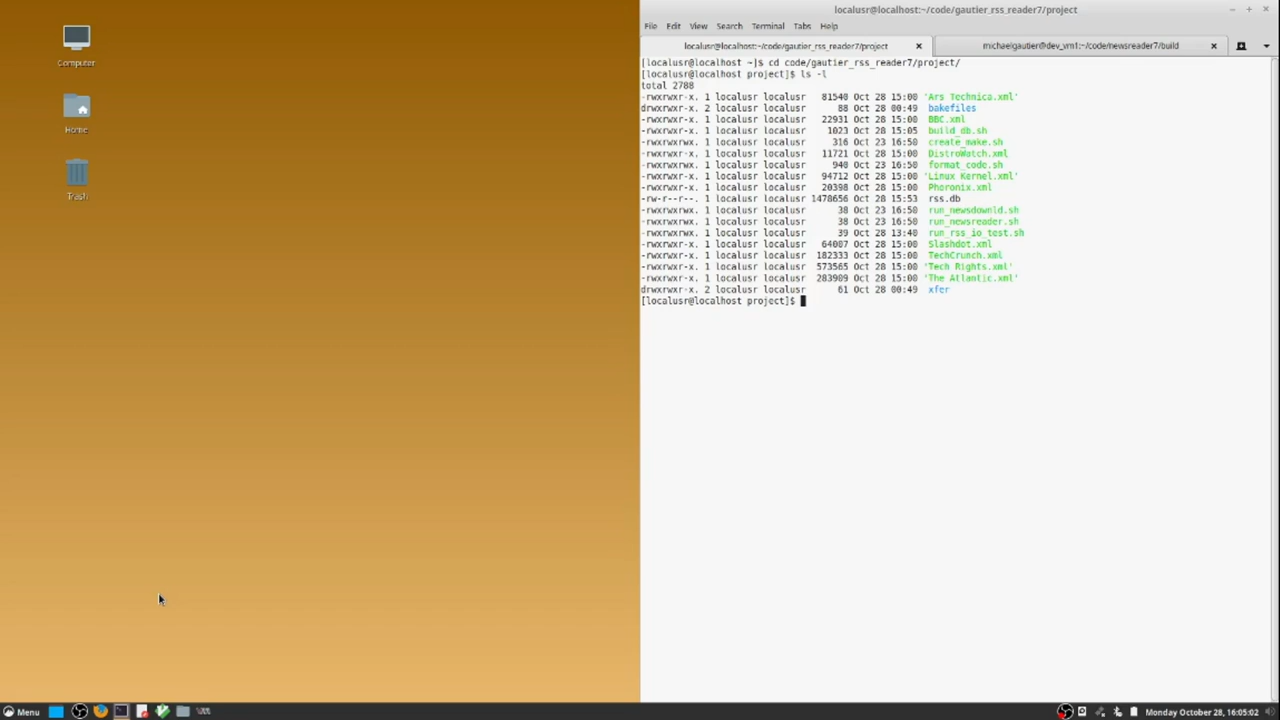 Computer
Home
Trash
localusr@localhost:~/code/gautier_rss_reader7/project
File Edit View Search Terminal Tabs Help
localusr@localhost:~/code/gautier_rss_reader7/project
michaelgautier@dev_vm1:~/code/newsreader7/build
[localusr@localhost ~]$ cd code/gautier_rss_reader7/project/
[localusr@localhost project]$ ls -l
total 2788
-rwxrwxr-x. 1 localusr localusr 81540 Oct 28 15:00 'Ars Technica.xml'
drwxrwxr-x. 2 localusr localusr 88 Oct 28 00:49 bakefiles
-rwxrwxr-x. 1 localusr localusr 22931 Oct 28 15:00 BBC.xml
-rwxrwxr-x. 1 localusr localusr 1023 Oct 28 15:05 build_db.sh
-rwxrwxr-x. 1 localusr localusr 316 Oct 23 16:50 create_make.sh
-rwxrwxr-x. 1 localusr localusr 11721 Oct 28 15:00 DistroWatch.xml
-rwxrwxr-x. 1 localusr localusr 940 Oct 23 16:50 format_code.sh
-rwxrwxr-x. 1 localusr localusr 94712 Oct 28 15:00 'Linux Kernel.xml'
-rwxrwxr-x. 1 localusr localusr 20398 Oct 28 15:00 Phoronix.xml
-rw-r--r--. 1 localusr localusr 1478656 Oct 28 15:53 rss.db
-rwxrwxr-x. 1 localusr localusr 38 Oct 23 16:50 run_newsdownld.sh
-rwxrwxr-x. 1 localusr localusr 38 Oct 23 16:50 run_newsreader.sh
-rwxrwxr-x. 1 localusr localusr 39 Oct 28 13:40 run_rss_io_test.sh
-rwxrwxr-x. 1 localusr localusr 64007 Oct 28 15:00 Slashdot.xml
-rwxrwxr-x. 1 localusr localusr 182333 Oct 28 15:00 TechCrunch.xml
-rwxrwxr-x. 1 localusr localusr 573565 Oct 28 15:00 'Tech Rights.xml'
-rwxrwxr-x. 1 localusr localusr 283909 Oct 28 15:00 'The Atlantic.xml'
drwxrwxr-x. 2 localusr localusr 61 Oct 28 00:49 xfer
[localusr@localhost project]$
Menu
Monday October 28, 16:05:02